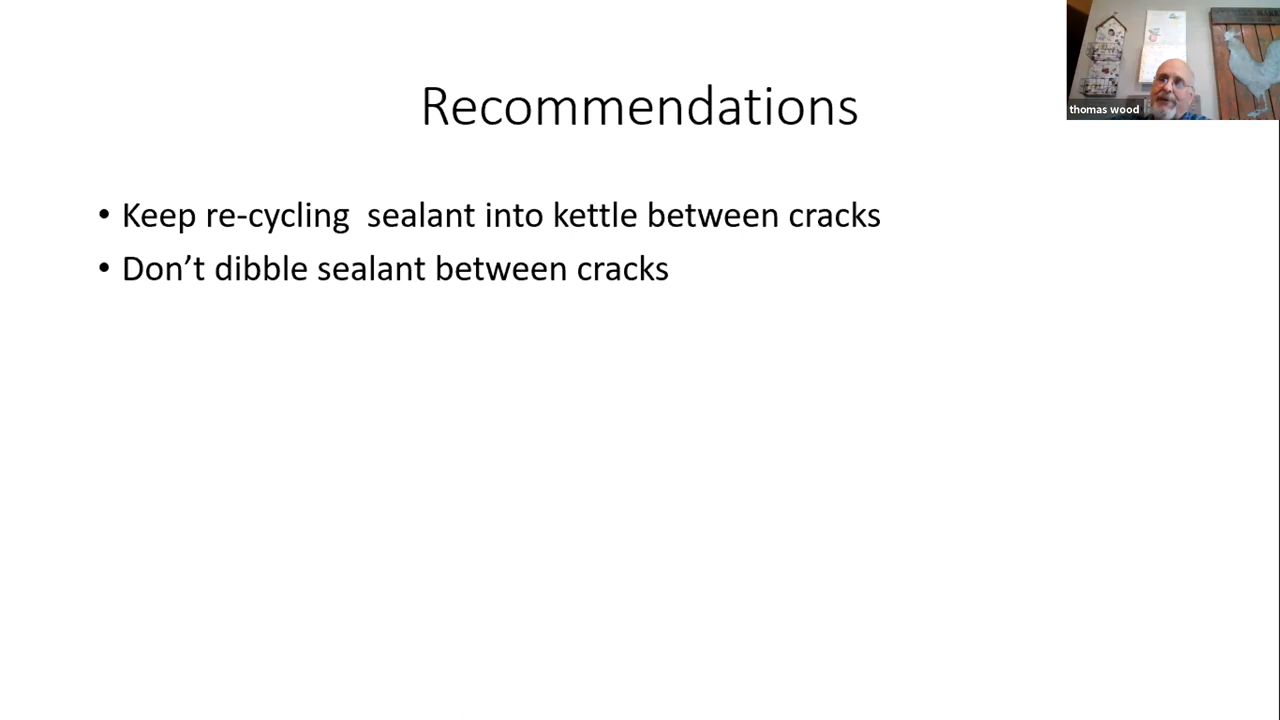 Recommendations
thomas wood
• Keep re-cycling  sealant into kettle between cracks
• Don’t dibble sealant between cracks